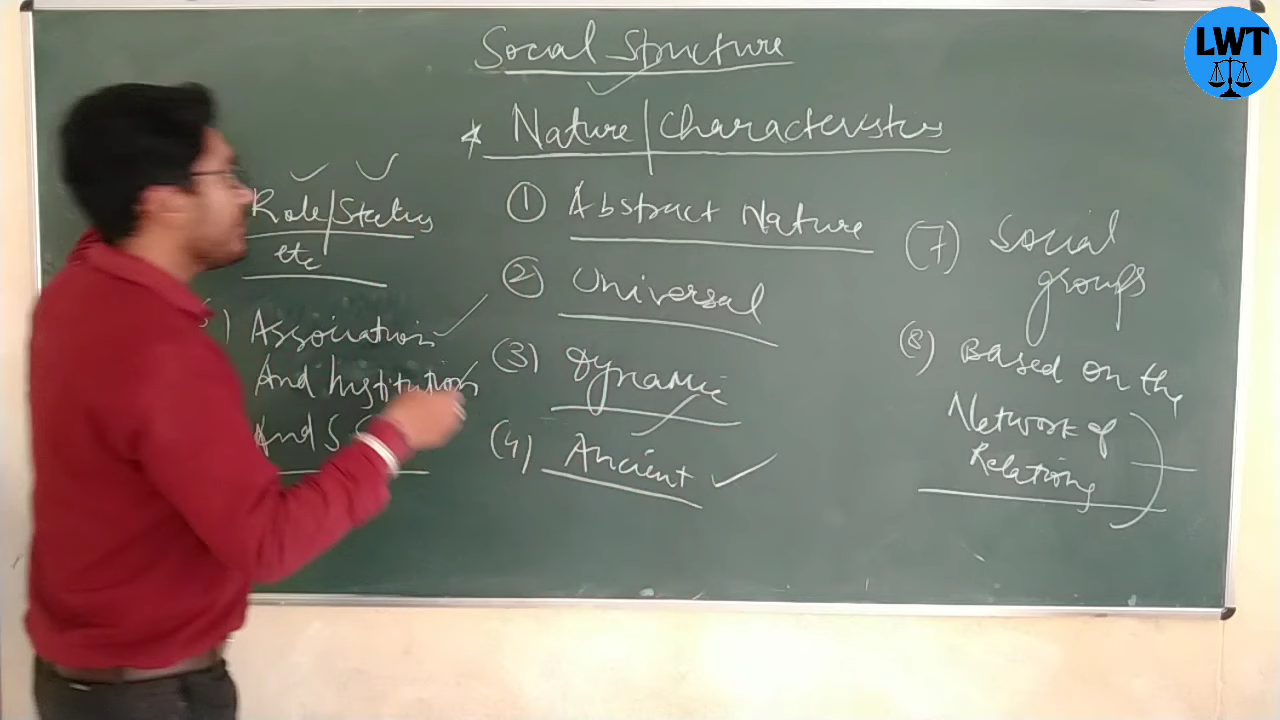 Social Structure
* Nature/Characteristics
Role/Status
etc
) Association
And Institution
And S
(1) Abstract Nature
(2) Universal
(3) Dynamic
(4) Ancient
(7) Social
groups
(8) Based on the
Network of
Relations
LWT